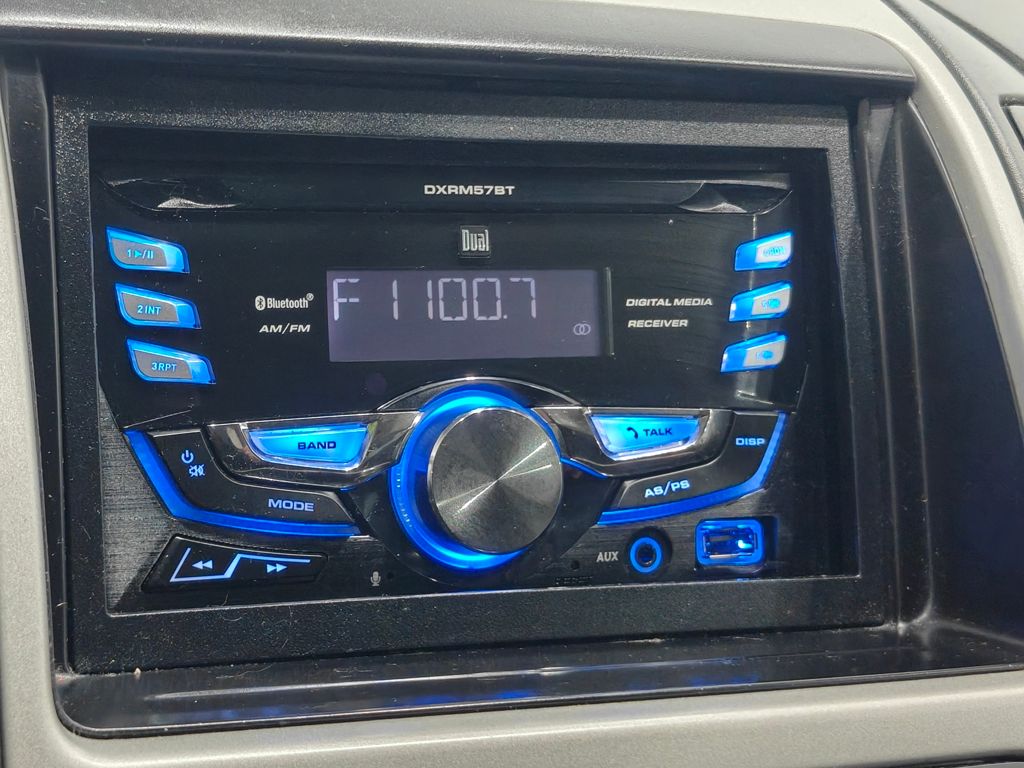 DXRM57BT
Dual
1 ▶/II
2 INT
3 RPT
Bluetooth®
AM/FM
F1 100.7
DIGITAL MEDIA
RECEIVER
BAND
TALK
DISP
MODE
AS/PS
AUX